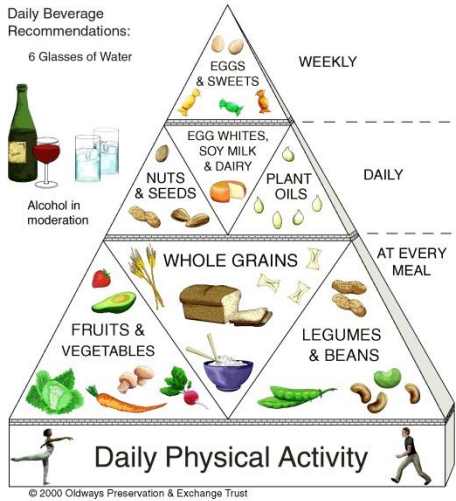 Daily Beverage
Recommendations:
6 Glasses of Water
Alcohol in
moderation
EGGS
& SWEETS
WEEKLY
EGG WHITES,
SOY MILK
& DAIRY
NUTS
& SEEDS
PLANT
OILS
DAILY
WHOLE GRAINS
AT EVERY
MEAL
FRUITS &
VEGETABLES
LEGUMES
& BEANS
Daily Physical Activity
© 2000 Oldways Preservation & Exchange Trust